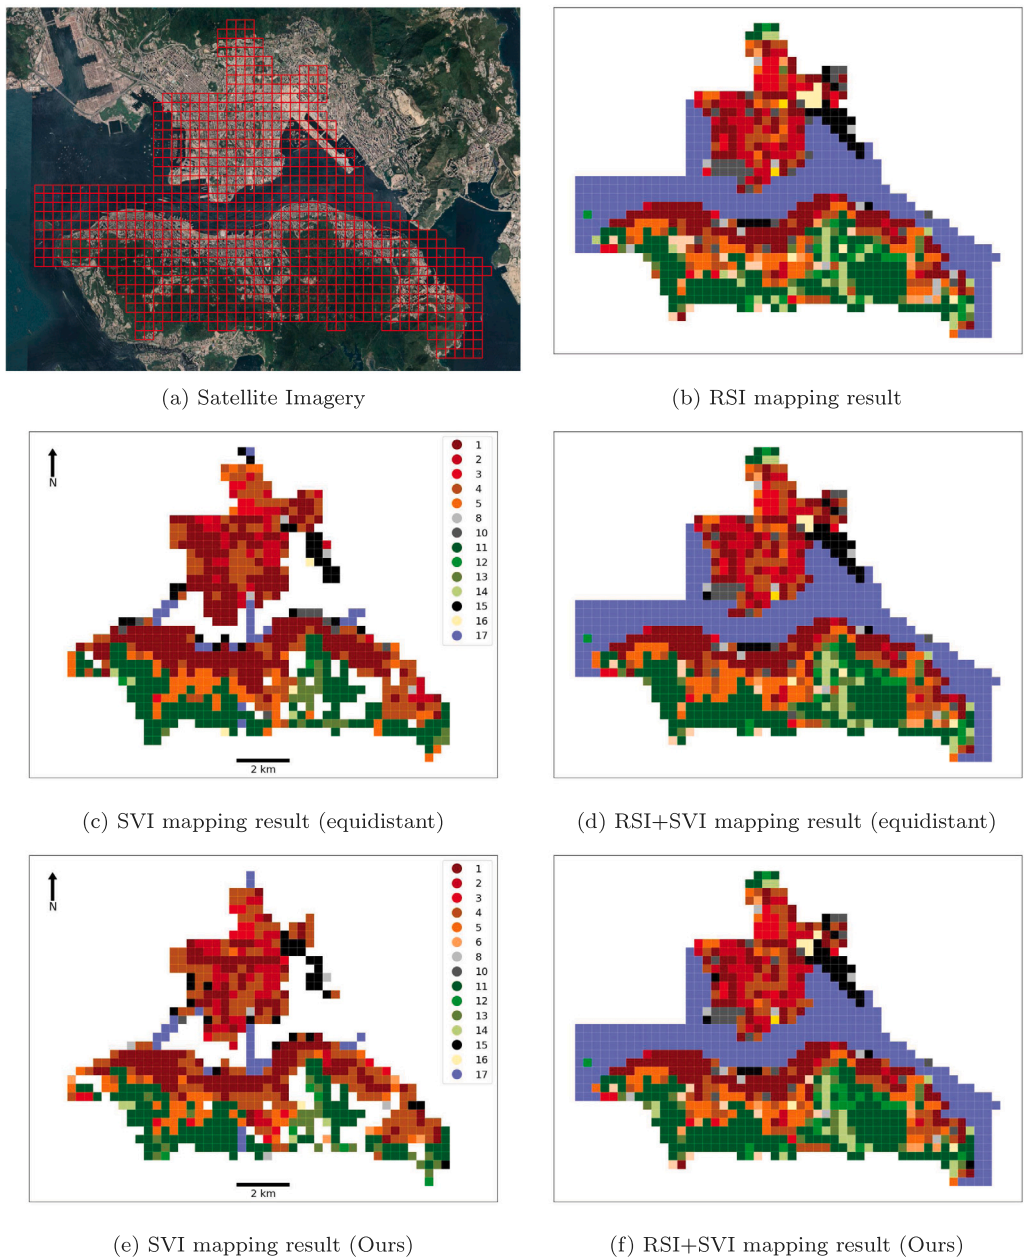 (a) Satellite Imagery
(b) RSI mapping result
N
1
2
3
4
5
8
10
11
12
13
14
15
16
17
2 km
(c) SVI mapping result (equidistant)
(d) RSI+SVI mapping result (equidistant)
N
1
2
3
4
5
6
8
10
11
12
13
14
15
16
17
2 km
(e) SVI mapping result (Ours)
(f) RSI+SVI mapping result (Ours)